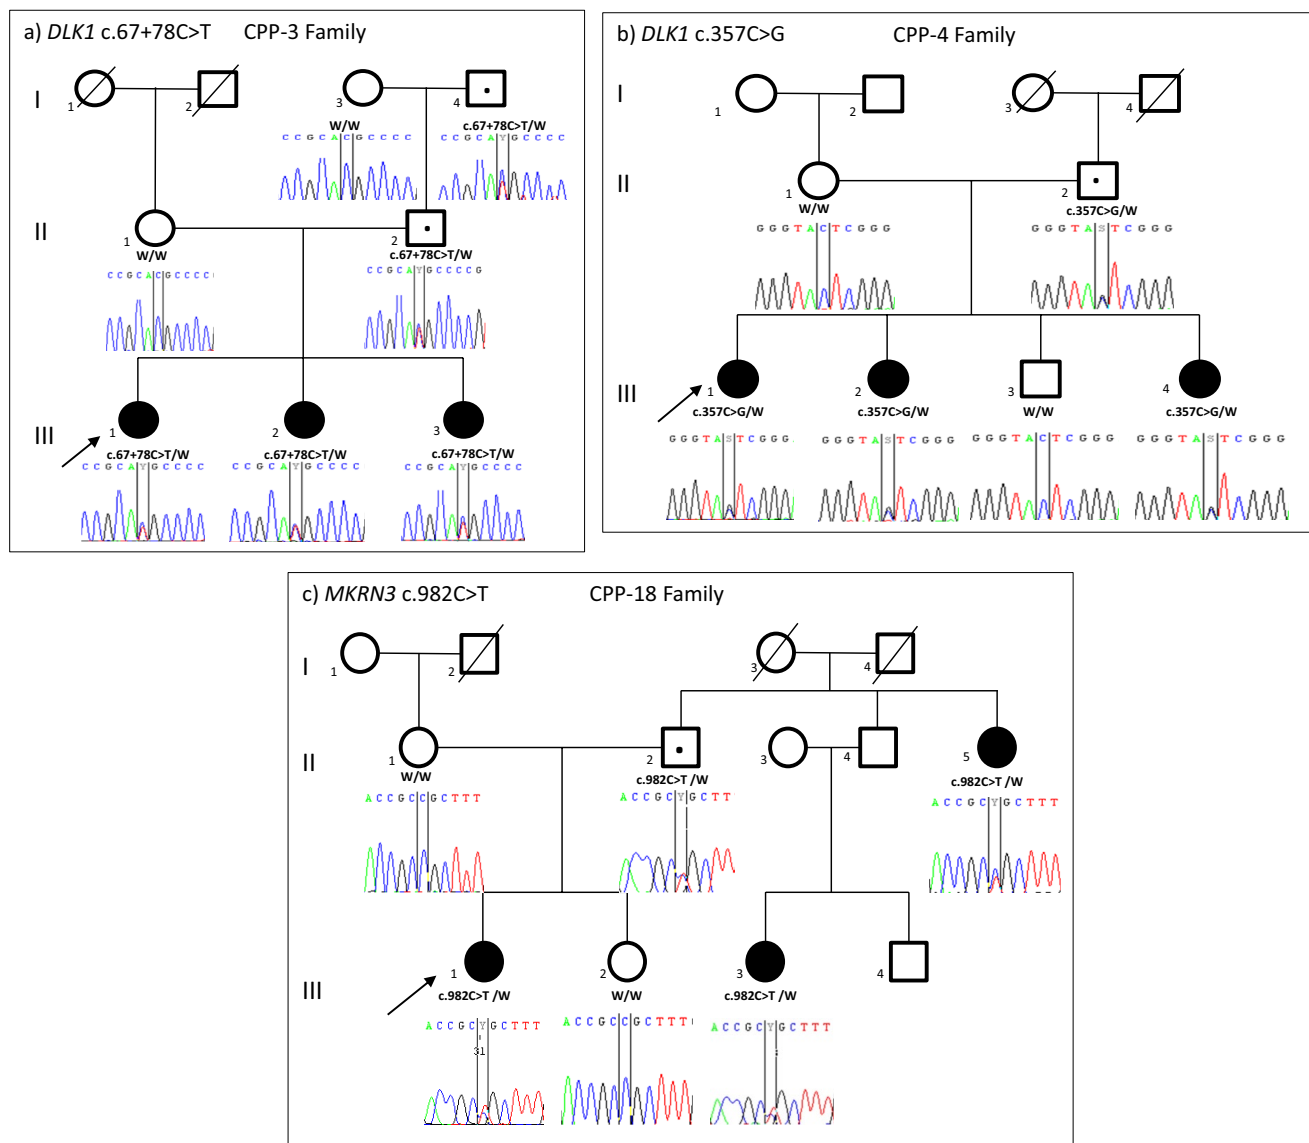 a) DLK1 c.67+78C>T CPP-3 Family
I
1
2
3
4
W/W
c.67+78C>T/W
C C G C A C G C C C C
C C G C A Y G C C C C
II
1
2
W/W
c.67+78C>T/W
C C G C A C G C C C C
C C G C A Y G C C C C G
III
1
2
3
c.67+78C>T/W
c.67+78C>T/W
c.67+78C>T/W
C C G C A Y G C C C C
C C G C A Y G C C C C
C C G C A Y G C C C C
b) DLK1 c.357C>G CPP-4 Family
I
1
2
3
4
II
1
2
W/W
c.357C>G/W
G G G T A C T C G G G
G G G T A S T C G G G
III
1
2
3
4
c.357C>G/W
c.357C>G/W
W/W
c.357C>G/W
G G G T A S T C G G G
G G G T A S T C G G G
G G G T A C T C G G G
G G G T A S T C G G G
c) MKRN3 c.982C>T CPP-18 Family
I
1
2
3
4
II
1
2
3
4
5
W/W
c.982C>T /W
c.982C>T /W
A C C G C C G C T T T
A C C G C Y G C T T
A C C G C Y G C T T T
III
1
2
3
4
c.982C>T /W
W/W
c.982C>T /W
A C C G C Y G C T T T
A C C G C C G C T T T
A C C G C Y G C T T T
31